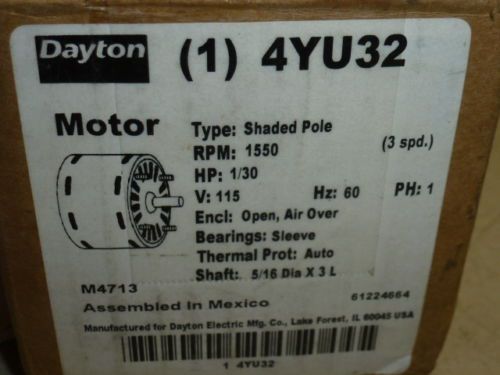 Dayton (1) 4YU32
Motor Type: Shaded Pole
RPM: 1550 (3 spd.)
HP: 1/30
V: 115 Hz: 60 PH: 1
Encl: Open, Air Over
Bearings: Sleeve
Thermal Prot: Auto
Shaft: 5/16 Dia X 3 L
M4713
Assembled In Mexico 61224664
Manufactured for Dayton Electric Mfg. Co., Lake Forest, IL 60045 USA
1 4YU32